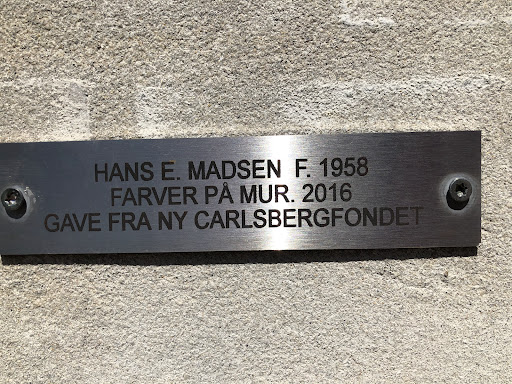 HANS E. MADSEN F. 1958
FARVER PÅ MUR. 2016
GAVE FRA NY CARLSBERGFONDET